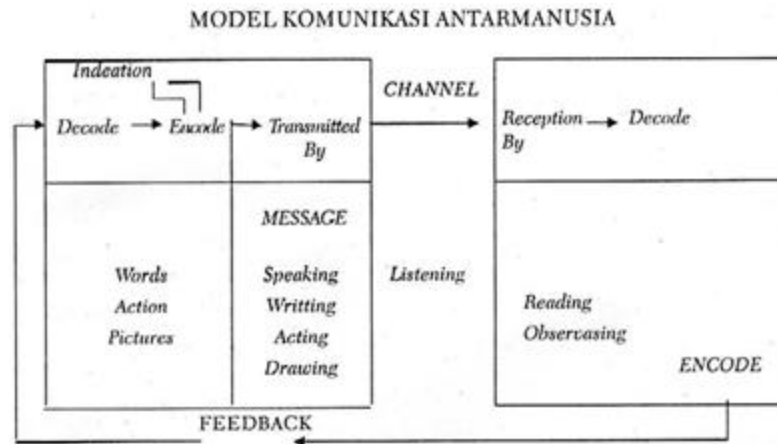 MODEL KOMUNIKASI ANTARMANUSIA
Indeation
CHANNEL
Decode
Encode
Transmitted
By
Reception
By
Decode
MESSAGE
Words
Action
Pictures
Speaking
Writting
Acting
Drawing
Listening
Reading
Observasing
ENCODE
FEEDBACK